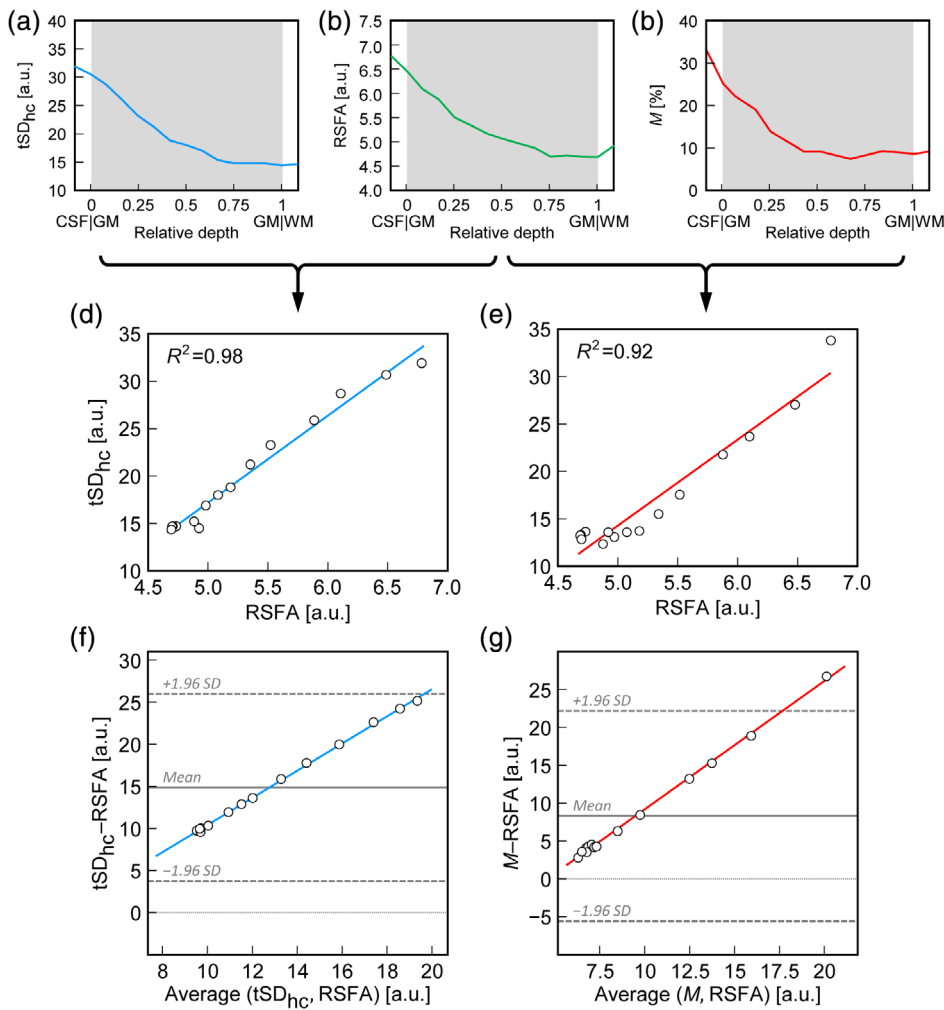 (a)
40
35
30
25
20
15
10
tSDhc [a.u.]
0
0.25
0.5
0.75
1
CSF|GM
GM|WM
Relative depth
(b)
7.5
7.0
6.5
6.0
5.5
5.0
4.5
4.0
RSFA [a.u.]
0
0.25
0.5
0.75
1
CSF|GM
GM|WM
Relative depth
(b)
40
30
20
10
0
M [%]
0
0.25
0.5
0.75
1
CSF|GM
GM|WM
Relative depth
(d)
35
30
25
20
15
10
tSDhc [a.u.]
R²=0.98
4.5
5.0
5.5
6.0
6.5
7.0
RSFA [a.u.]
(e)
35
30
25
20
15
10
R²=0.92
4.5
5.0
5.5
6.0
6.5
7.0
RSFA [a.u.]
(f)
30
25
20
15
10
5
0
tSDhc–RSFA [a.u.]
+1.96 SD
Mean
−1.96 SD
8
10
12
14
16
18
20
Average (tSDhc, RSFA) [a.u.]
(g)
25
20
15
10
5
0
−5
M–RSFA [a.u.]
+1.96 SD
Mean
−1.96 SD
7.5
10
12.5
15
17.5
20
Average (M, RSFA) [a.u.]